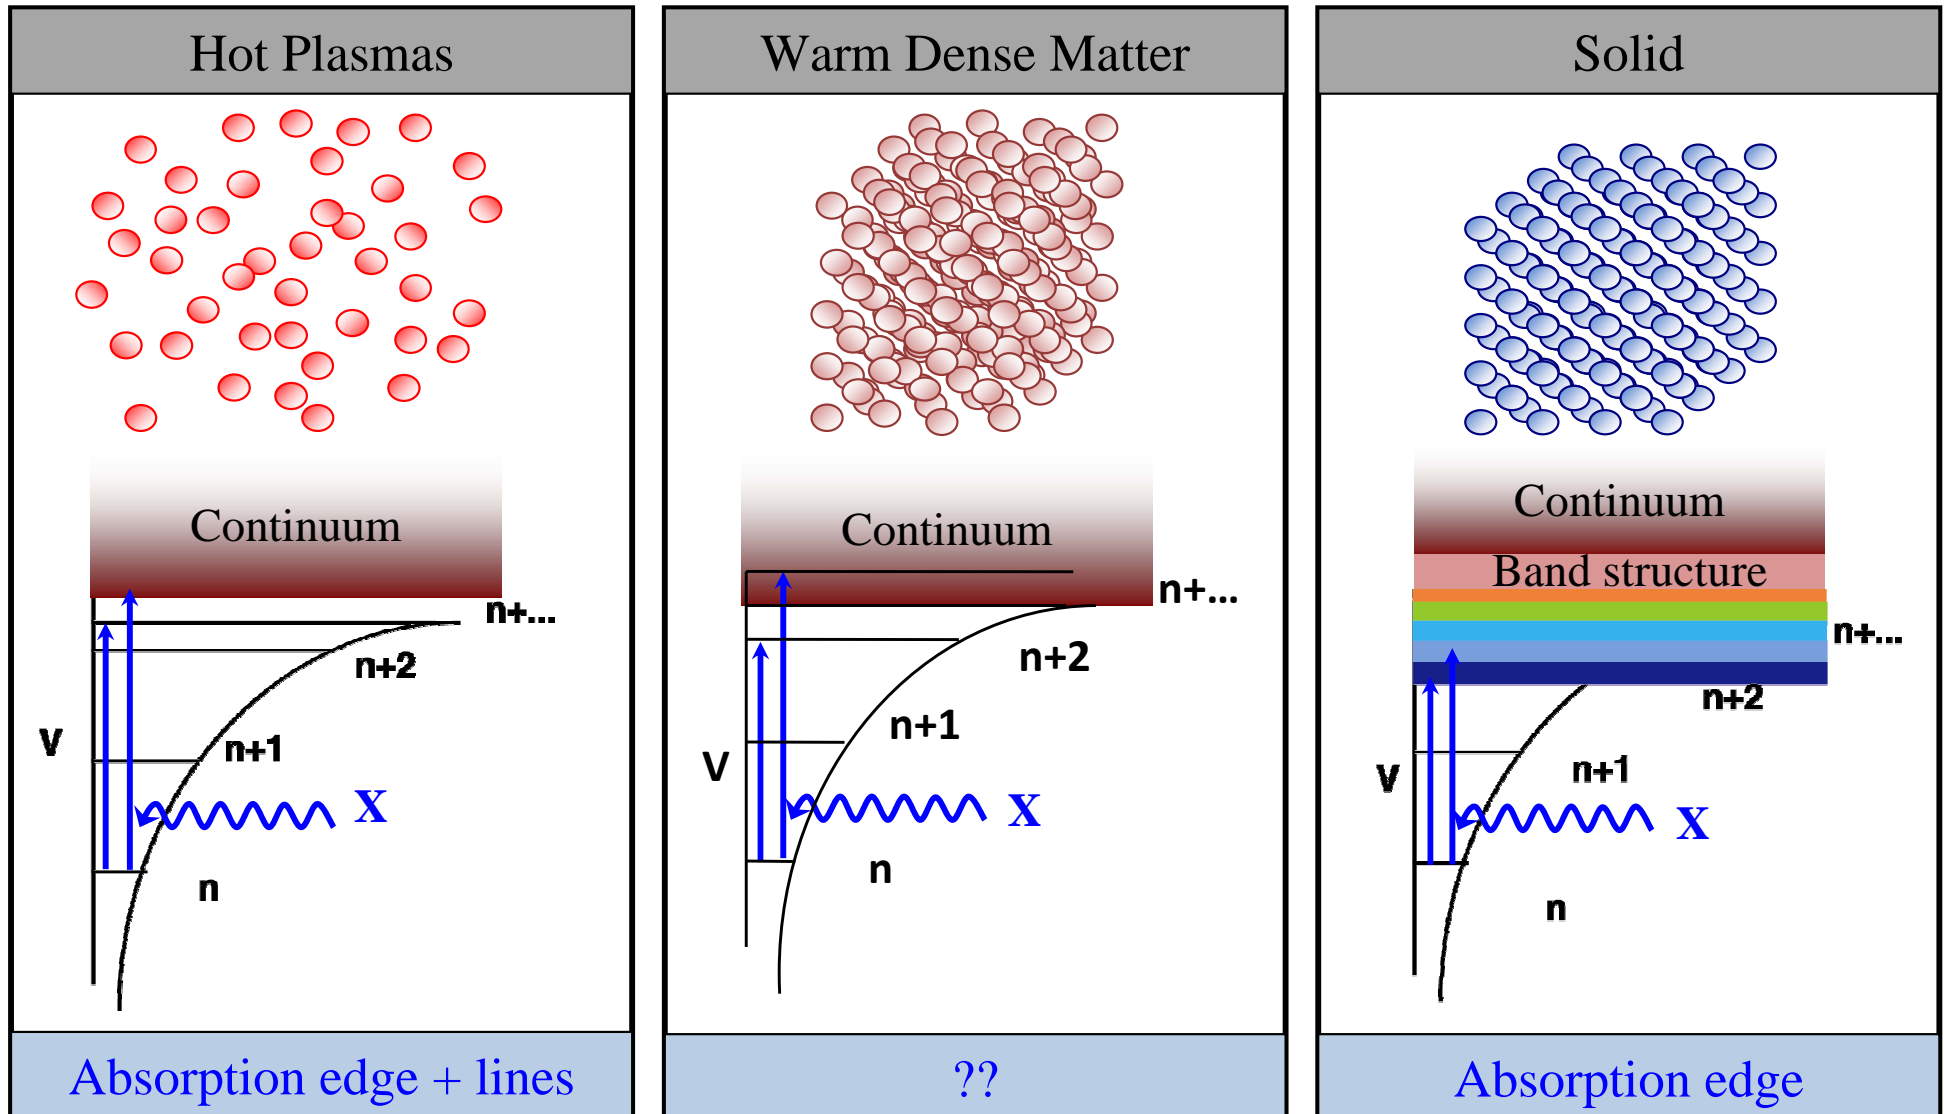 Hot Plasmas
Continuum
n+...
n+2
n+1
V
X
n
Absorption edge + lines
Warm Dense Matter
Continuum
n+...
n+2
n+1
V
X
n
??
Solid
Continuum
Band structure
n+...
n+2
n+1
V
X
n
Absorption edge